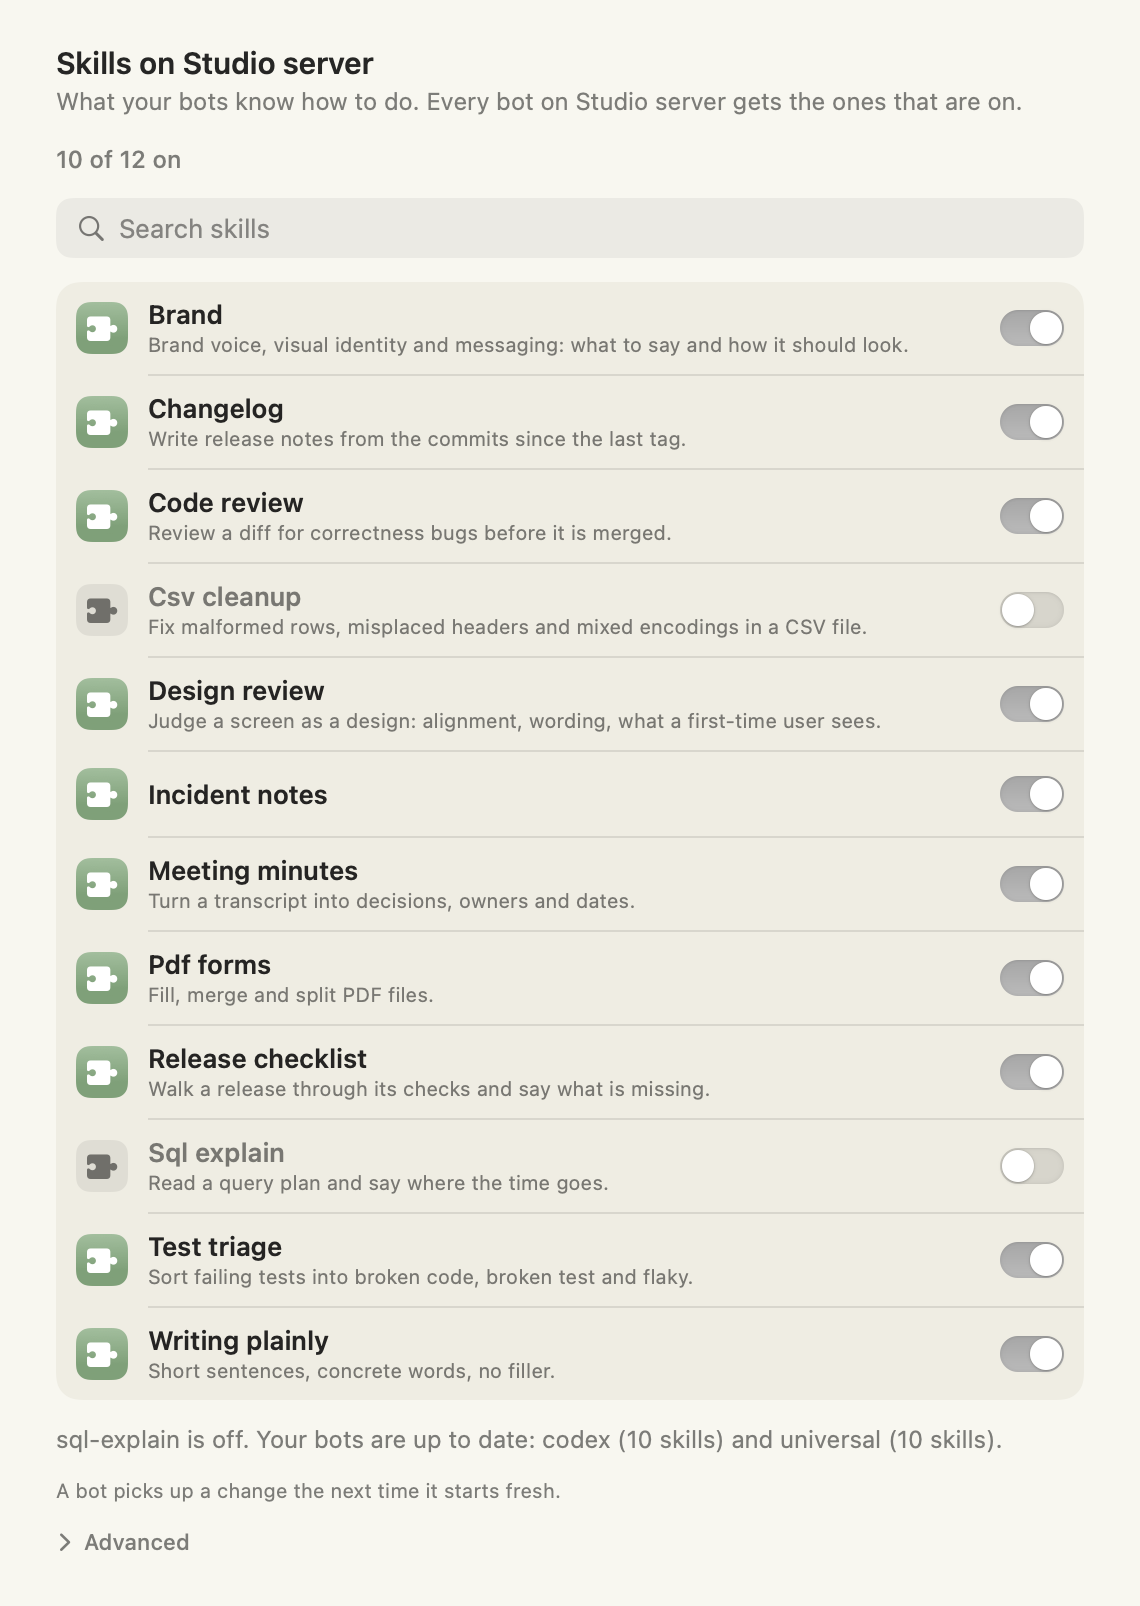 Skills on Studio server
What your bots know how to do. Every bot on Studio server gets the ones that are on.
10 of 12 on
Search skills
Brand
Brand voice, visual identity and messaging: what to say and how it should look.
Changelog
Write release notes from the commits since the last tag.
Code review
Review a diff for correctness bugs before it is merged.
Csv cleanup
Fix malformed rows, misplaced headers and mixed encodings in a CSV file.
Design review
Judge a screen as a design: alignment, wording, what a first-time user sees.
Incident notes
Meeting minutes
Turn a transcript into decisions, owners and dates.
Pdf forms
Fill, merge and split PDF files.
Release checklist
Walk a release through its checks and say what is missing.
Sql explain
Read a query plan and say where the time goes.
Test triage
Sort failing tests into broken code, broken test and flaky.
Writing plainly
Short sentences, concrete words, no filler.
sql-explain is off. Your bots are up to date: codex (10 skills) and universal (10 skills).
A bot picks up a change the next time it starts fresh.
Advanced